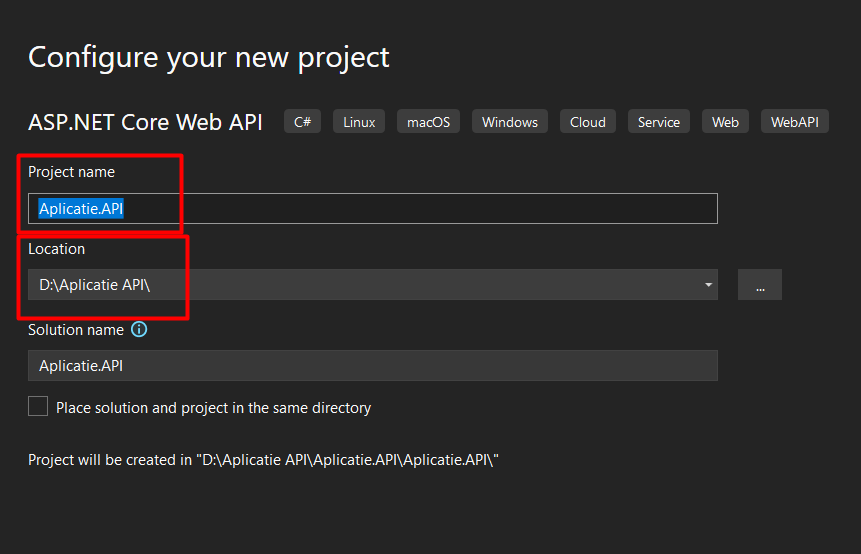 Configure your new project
ASP.NET Core Web API C# Linux macOS Windows Cloud Service Web WebAPI
Project name
Aplicatie.API
Location
D:\Aplicatie API\
...
Solution name
Aplicatie.API
Place solution and project in the same directory
Project will be created in "D:\Aplicatie API\Aplicatie.API\Aplicatie.API\"